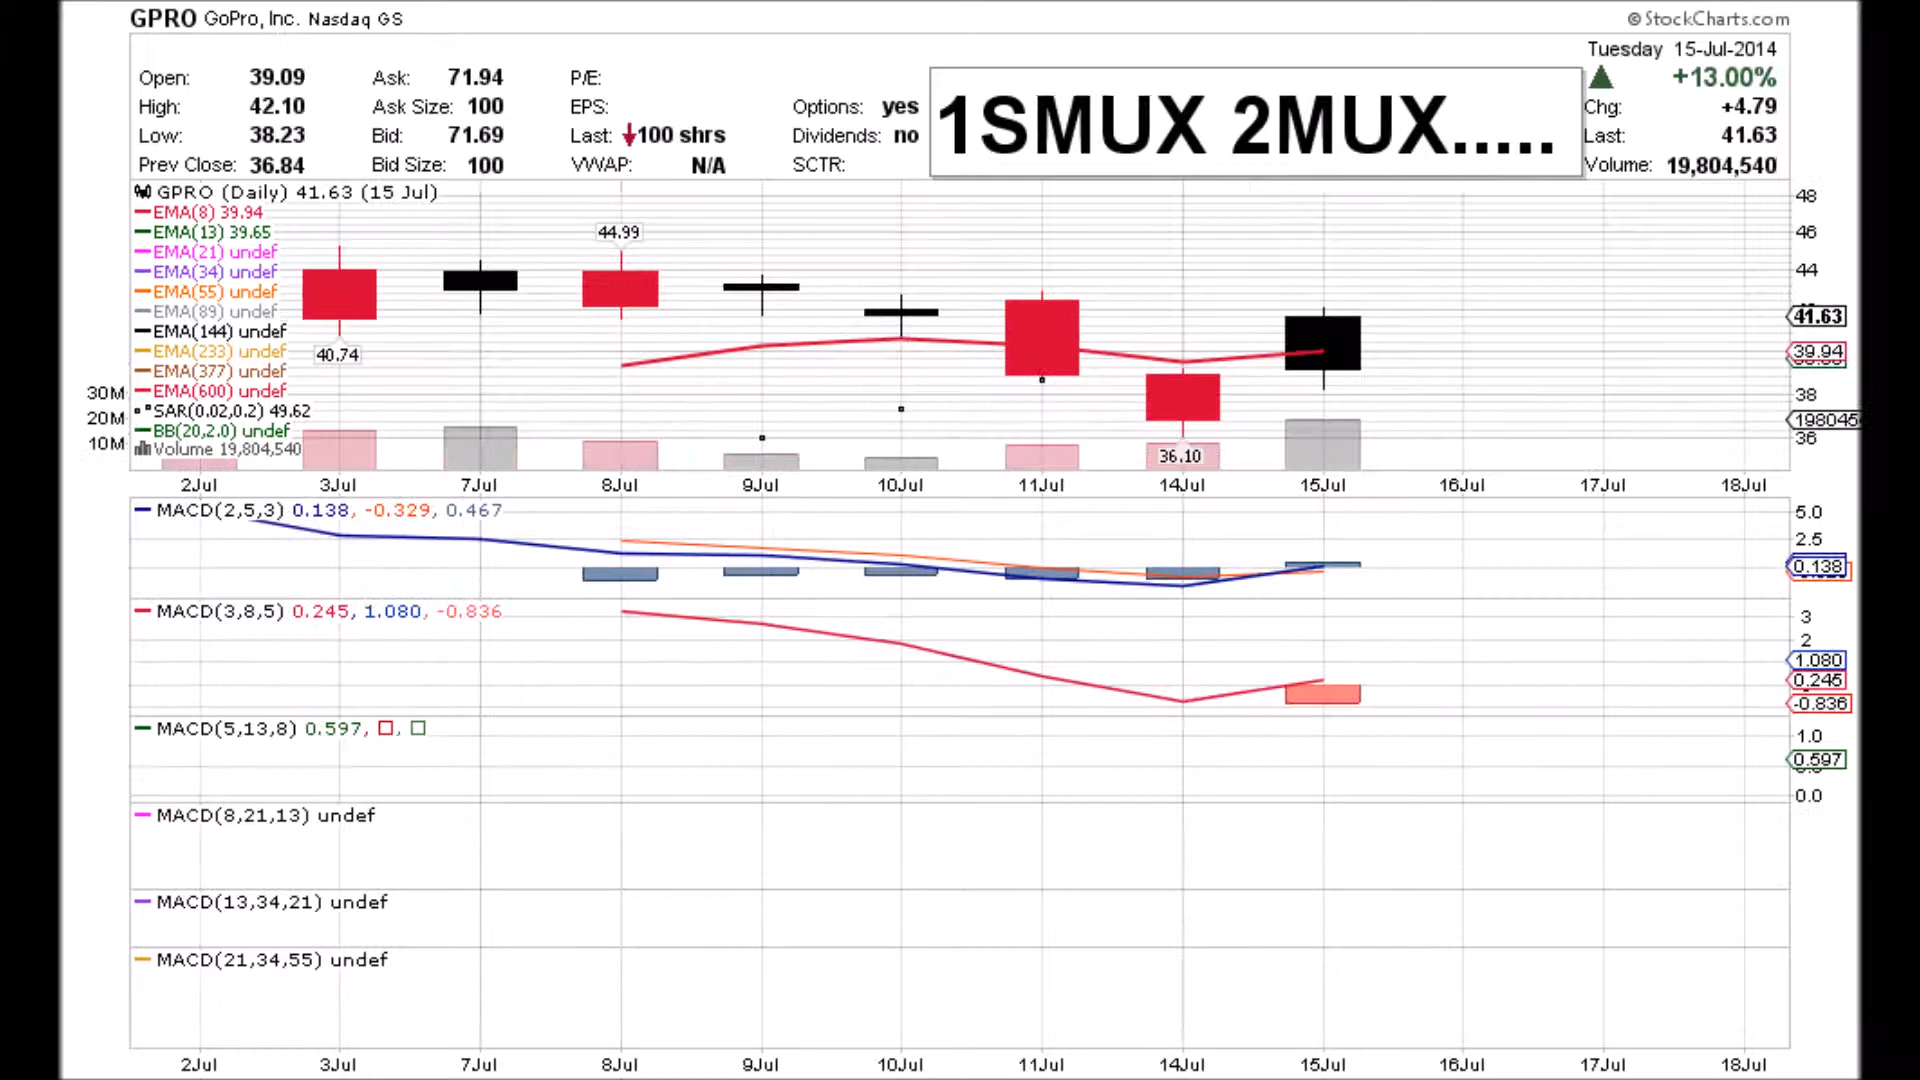 GPRO GoPro, Inc. Nasdaq GS
© StockCharts.com
Tuesday 15-Jul-2014
Open: 39.09 Ask: 71.94 P/E: +13.00%
High: 42.10 Ask Size: 100 EPS: Options: yes Chg: +4.79
Low: 38.23 Bid: 71.69 Last: 100 shrs Dividends: no Last: 41.63
Prev Close: 36.84 Bid Size: 100 VWAP: N/A SCTR: Volume: 19,804,540
1SMUX 2MUX.....
GPRO (Daily) 41.63 (15 Jul)
EMA(8) 39.94
EMA(13) 39.65
EMA(21) undef
EMA(34) undef
EMA(55) undef
EMA(89) undef
EMA(144) undef
EMA(233) undef
EMA(377) undef
EMA(600) undef
SAR(0.02,0.2) 49.62
BB(20,2.0) undef
Volume 19,804,540
30M
20M
10M
40.74
44.99
36.10
48
46
44
41.63
39.94
38
198045
36
2Jul 3Jul 7Jul 8Jul 9Jul 10Jul 11Jul 14Jul 15Jul 16Jul 17Jul 18Jul
MACD(2,5,3) 0.138, -0.329, 0.467
5.0
2.5
0.138
MACD(3,8,5) 0.245, 1.080, -0.836
3
2
1.080
0.245
-0.836
MACD(5,13,8) 0.597, ,
1.0
0.597
0.0
MACD(8,21,13) undef
MACD(13,34,21) undef
MACD(21,34,55) undef
2Jul 3Jul 7Jul 8Jul 9Jul 10Jul 11Jul 14Jul 15Jul 16Jul 17Jul 18Jul